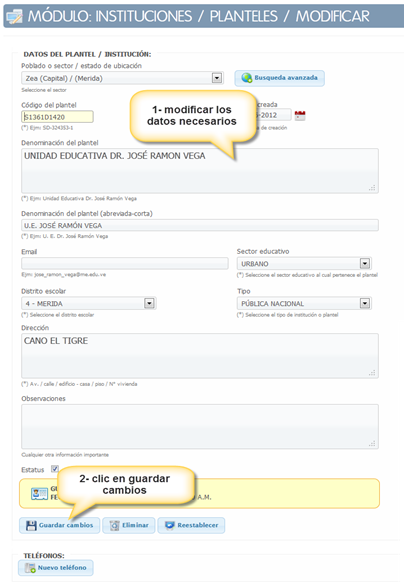 MÓDULO: INSTITUCIONES / PLANTELES / MODIFICAR
DATOS DEL PLANTEL / INSTITUCIÓN:
Poblado o sector / estado de ubicación
Zea (Capital) / (Merida)
Busqueda avanzada
Seleccione el sector
Código del plantel
creada
S1361D1420
-2012
(*) Ejm: SD-324353-1
de creación
1- modificar los
datos necesarios
Denominación del plantel
UNIDAD EDUCATIVA DR. JOSÉ RAMON VEGA
(*) Ejm: Unidad Educativa Dr. José Ramón Vega
Denominación del plantel (abreviada-corta)
U.E. JOSÉ RAMÓN VEGA
(*) Ejm: U. E. Dr. José Ramón Vega
Email
Sector educativo
URBANO
Ejm: jose_ramon_vega@me.edu.ve
(*) Seleccione el sector educativo al cual pertenece el plantel
Distrito escolar
Tipo
4 - MERIDA
PÚBLICA NACIONAL
(*) Seleccione el distrito escolar
(*) Seleccione el tipo de institución o plantel
Dirección
CANO EL TIGRE
(*) Av. / calle / edificio - casa / piso / N° vivienda
Observaciones
Cualquier otra información importante
Estatus
2- clic en guardar
cambios
A.M.
Guardar cambios
Eliminar
Reestablecer
TELÉFONOS:
Nuevo teléfono